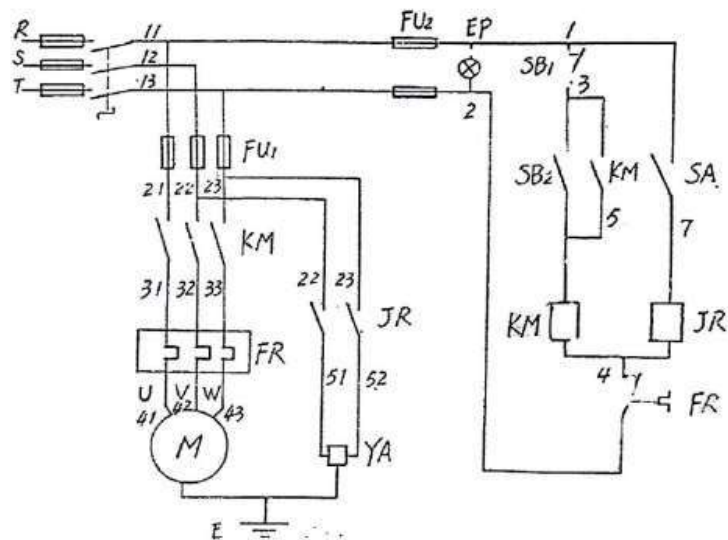 R 11 FU2 EP 1
S 12 SB1 7
T 13 3
2
FU1
21 22 23 SB2 KM SA
KM 5 7
22 23
31 32 33 JR KM JR
FR 51 52 4
U V W FR
41 42 43
M YA
E